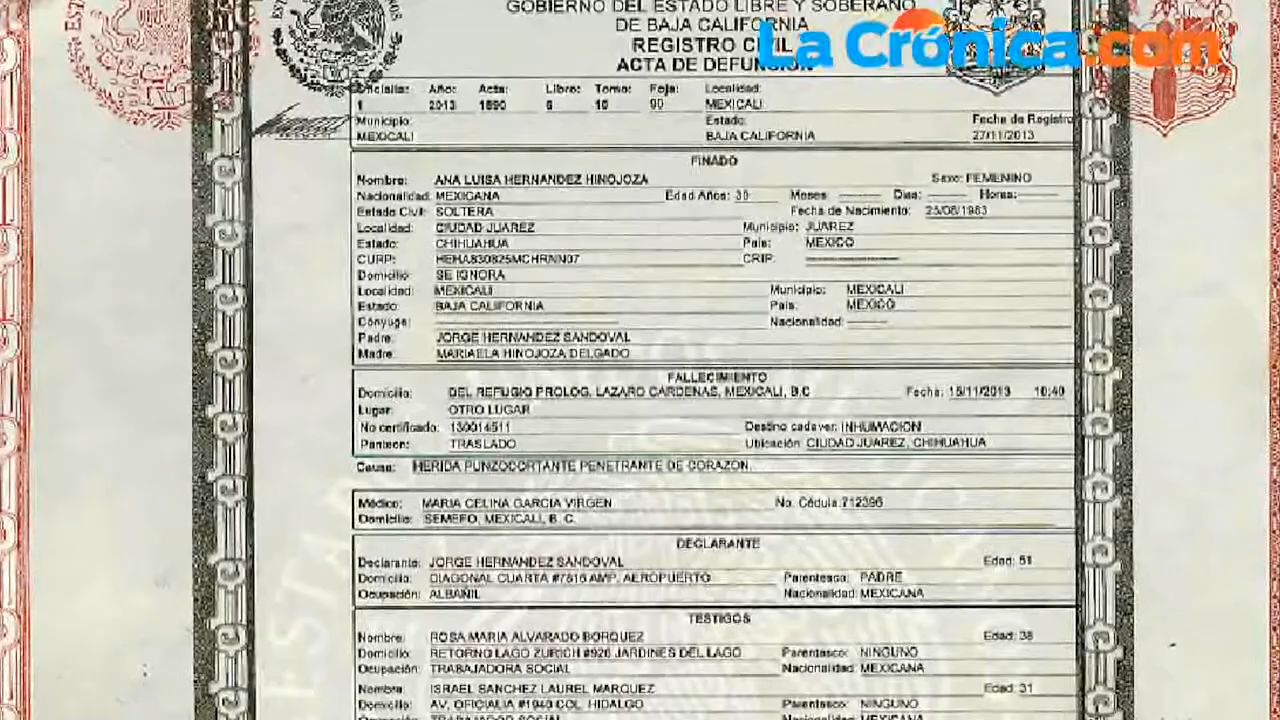 GOBIERNO DEL ESTADO LIBRE Y SOBERANO
DE BAJA CALIFORNIA
REGISTRO CIVIL
ACTA DE DEFUNCIÓN
La Crónica.com
Oficialía: Año: Acta: Libro: Tomo: Foja: Localidad:
1 2013 1890 6 10 90 MEXICALI
Municipio: Estado: Fecha de Registro
MEXICALI BAJA CALIFORNIA 27/11/2013
FINADO
Nombre: ANA LUISA HERNANDEZ HINOJOZA Sexo: FEMENINO
Nacionalidad: MEXICANA Edad Años: 30 Meses Dias: Horas:
Estado Civil: SOLTERA Fecha de Nacimiento: 25/08/1983
Localidad: CIUDAD JUAREZ Municipio: JUAREZ
Estado: CHIHUAHUA Pais: MEXICO
CURP: HEHA830825MCHRNN07 CRIP:
Domicilio: SE IGNORA
Localidad: MEXICALI Municipio: MEXICALI
Estado: BAJA CALIFORNIA Pais: MEXICO
Cónyuge: Nacionalidad:
Padre: JORGE HERNANDEZ SANDOVAL
Madre: MARIAELA HINOJOZA DELGADO
FALLECIMIENTO
Domicilio: DEL REFUGIO PROLOG. LAZARO CARDENAS, MEXICALI, B.C Fecha: 15/11/2013 10:40
Lugar: OTRO LUGAR
No certificado: 130014511 Destino cadaver: INHUMACION
Panteon: TRASLADO Ubicación: CIUDAD JUAREZ, CHIHUAHUA
Causa: HERIDA PUNZOCORTANTE PENETRANTE DE CORAZON.
Médico: MARIA CELINA GARCIA VIRGEN No. Cédula: 712396
Domicilio: SEMEFO, MEXICALI, B. C.
DECLARANTE
Declarante: JORGE HERNANDEZ SANDOVAL Edad: 51
Domicilio: DIAGONAL CUARTA #7815 AMP. AEROPUERTO Parentesco: PADRE
Ocupación: ALBAÑIL Nacionalidad: MEXICANA
TESTIGOS
Nombre: ROSA MARIA ALVARADO BORQUEZ Edad: 38
Domicilio: RETORNO LAGO ZURICH #926 JARDINES DEL LAGO Parentesco: NINGUNO
Ocupación: TRABAJADORA SOCIAL Nacionalidad: MEXICANA
Nombre: ISRAEL SANCHEZ LAUREL MARQUEZ Edad: 31
Domicilio: AV. OFICIALIA #1940 COL. HIDALGO Parentesco: NINGUNO
Ocupación: TRABAJADOR SOCIAL Nacionalidad: MEXICANA